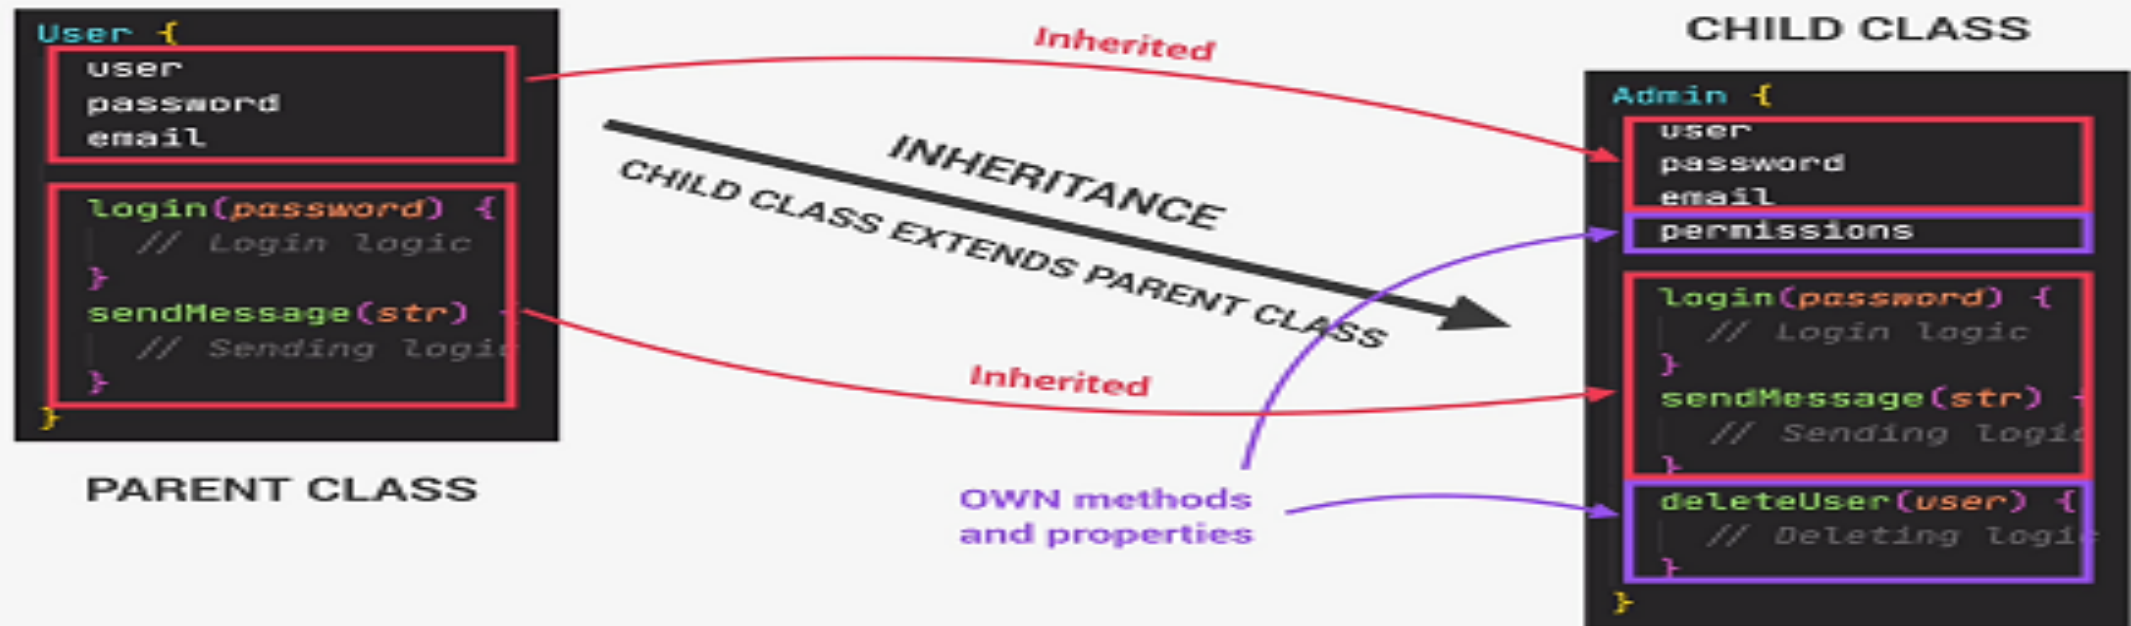 User {
user
password
email
login(password) {
// Login logic
}
sendMessage(str) {
// Sending logic
}
}
PARENT CLASS
Inherited
INHERITANCE
CHILD CLASS EXTENDS PARENT CLASS
Inherited
OWN methods
and properties
CHILD CLASS
Admin {
user
password
email
permissions
login(password) {
// Login logic
}
sendMessage(str) {
// Sending logic
}
deleteUser(user) {
// Deleting logic
}
}